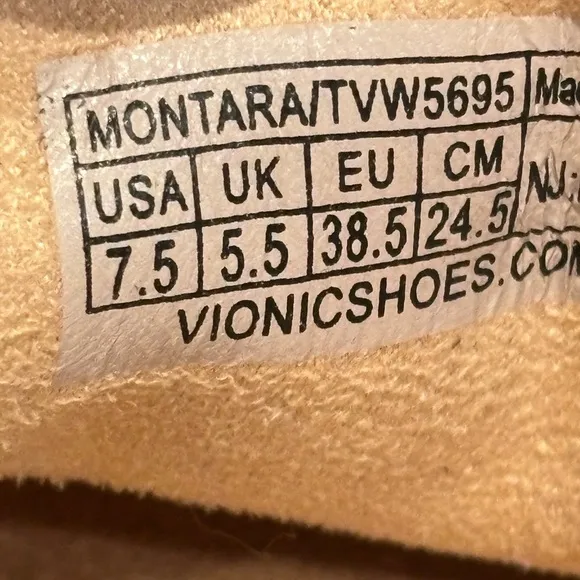 MONTARA/TVW5695
USA UK EU CM
7.5 5.5 38.5 24.5
VIONICSHOES.COM